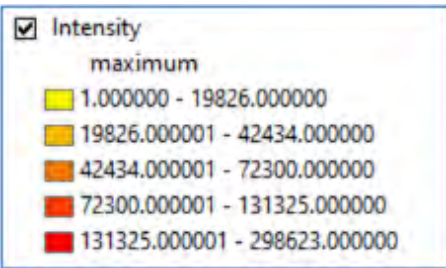 Intensity
maximum
1.000000 - 19826.000000
19826.000001 - 42434.000000
42434.000001 - 72300.000000
72300.000001 - 131325.000000
131325.000001 - 298623.000000